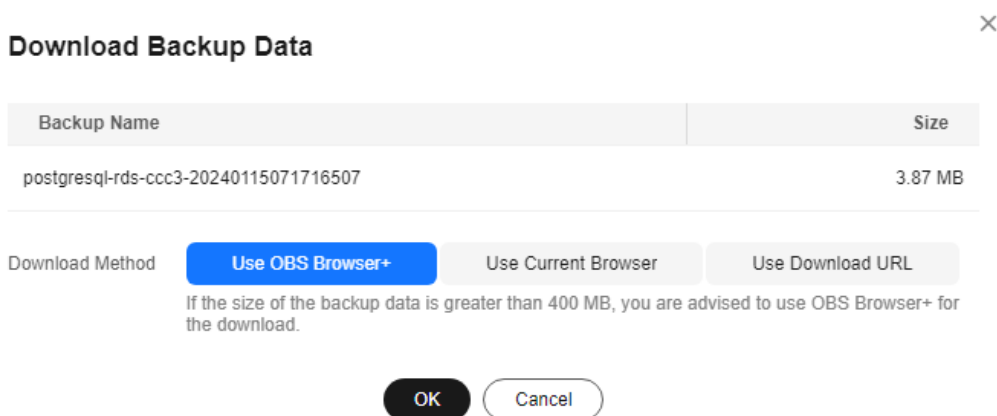 Download Backup Data
Backup Name Size
postgresql-rds-ccc3-20240115071716507 3.87 MB
Download Method Use OBS Browser+ Use Current Browser Use Download URL
If the size of the backup data is greater than 400 MB, you are advised to use OBS Browser+ for
the download.
OK Cancel